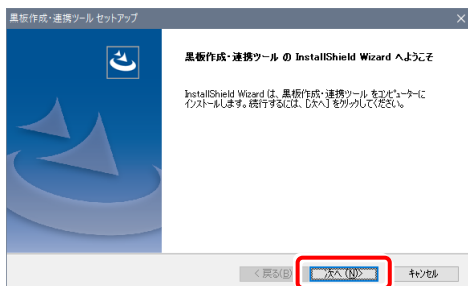 黒板作成・連携ツール セットアップ
黒板作成・連携ツール の InstallShield Wizard へようこそ
InstallShield Wizard は、黒板作成・連携ツール をコンピューターに
インストールします。続行するには、[次へ] をクリックしてください。
< 戻る(B)
次へ (N)>
キャンセル